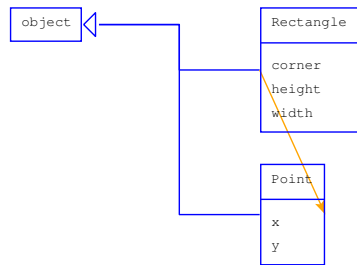 object
Rectangle
corner
height
width
Point
x
y